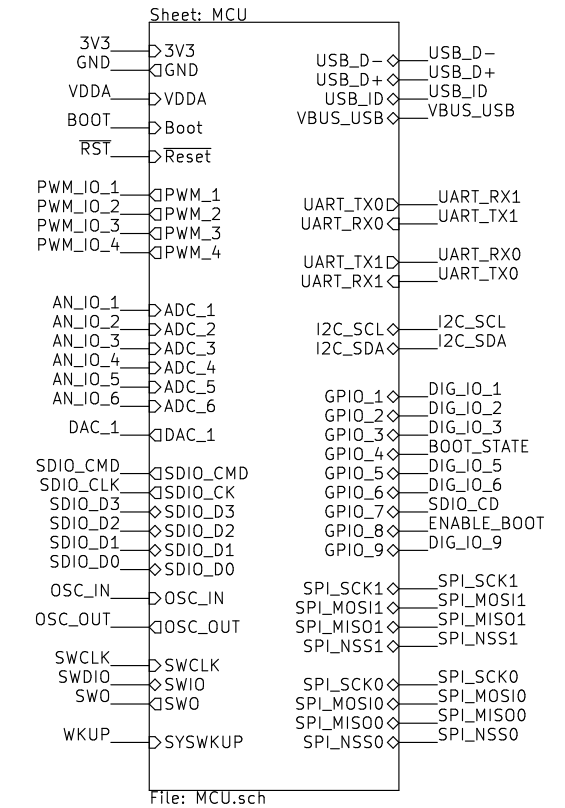 Sheet: MCU
3V3 3V3
GND GND
VDDA VDDA
BOOT Boot
RST Reset
PWM_IO_1 PWM_1
PWM_IO_2 PWM_2
PWM_IO_3 PWM_3
PWM_IO_4 PWM_4
AN_IO_1 ADC_1
AN_IO_2 ADC_2
AN_IO_3 ADC_3
AN_IO_4 ADC_4
AN_IO_5 ADC_5
AN_IO_6 ADC_6
DAC_1 DAC_1
SDIO_CMD SDIO_CMD
SDIO_CLK SDIO_CK
SDIO_D3 SDIO_D3
SDIO_D2 SDIO_D2
SDIO_D1 SDIO_D1
SDIO_D0 SDIO_D0
OSC_IN OSC_IN
OSC_OUT OSC_OUT
SWCLK SWCLK
SWDIO SWIO
SWO SWO
WKUP SYSWKUP
USB_D- USB_D-
USB_D+ USB_D+
USB_ID USB_ID
VBUS_USB VBUS_USB
UART_TX0 UART_RX1
UART_RX0 UART_TX1
UART_TX1 UART_RX0
UART_RX1 UART_TX0
I2C_SCL I2C_SCL
I2C_SDA I2C_SDA
GPIO_1 DIG_IO_1
GPIO_2 DIG_IO_2
GPIO_3 DIG_IO_3
GPIO_4 BOOT_STATE
GPIO_5 DIG_IO_5
GPIO_6 DIG_IO_6
GPIO_7 SDIO_CD
GPIO_8 ENABLE_BOOT
GPIO_9 DIG_IO_9
SPI_SCK1 SPI_SCK1
SPI_MOSI1 SPI_MOSI1
SPI_MISO1 SPI_MISO1
SPI_NSS1 SPI_NSS1
SPI_SCK0 SPI_SCK0
SPI_MOSI0 SPI_MOSI0
SPI_MISO0 SPI_MISO0
SPI_NSS0 SPI_NSS0
File: MCU.sch